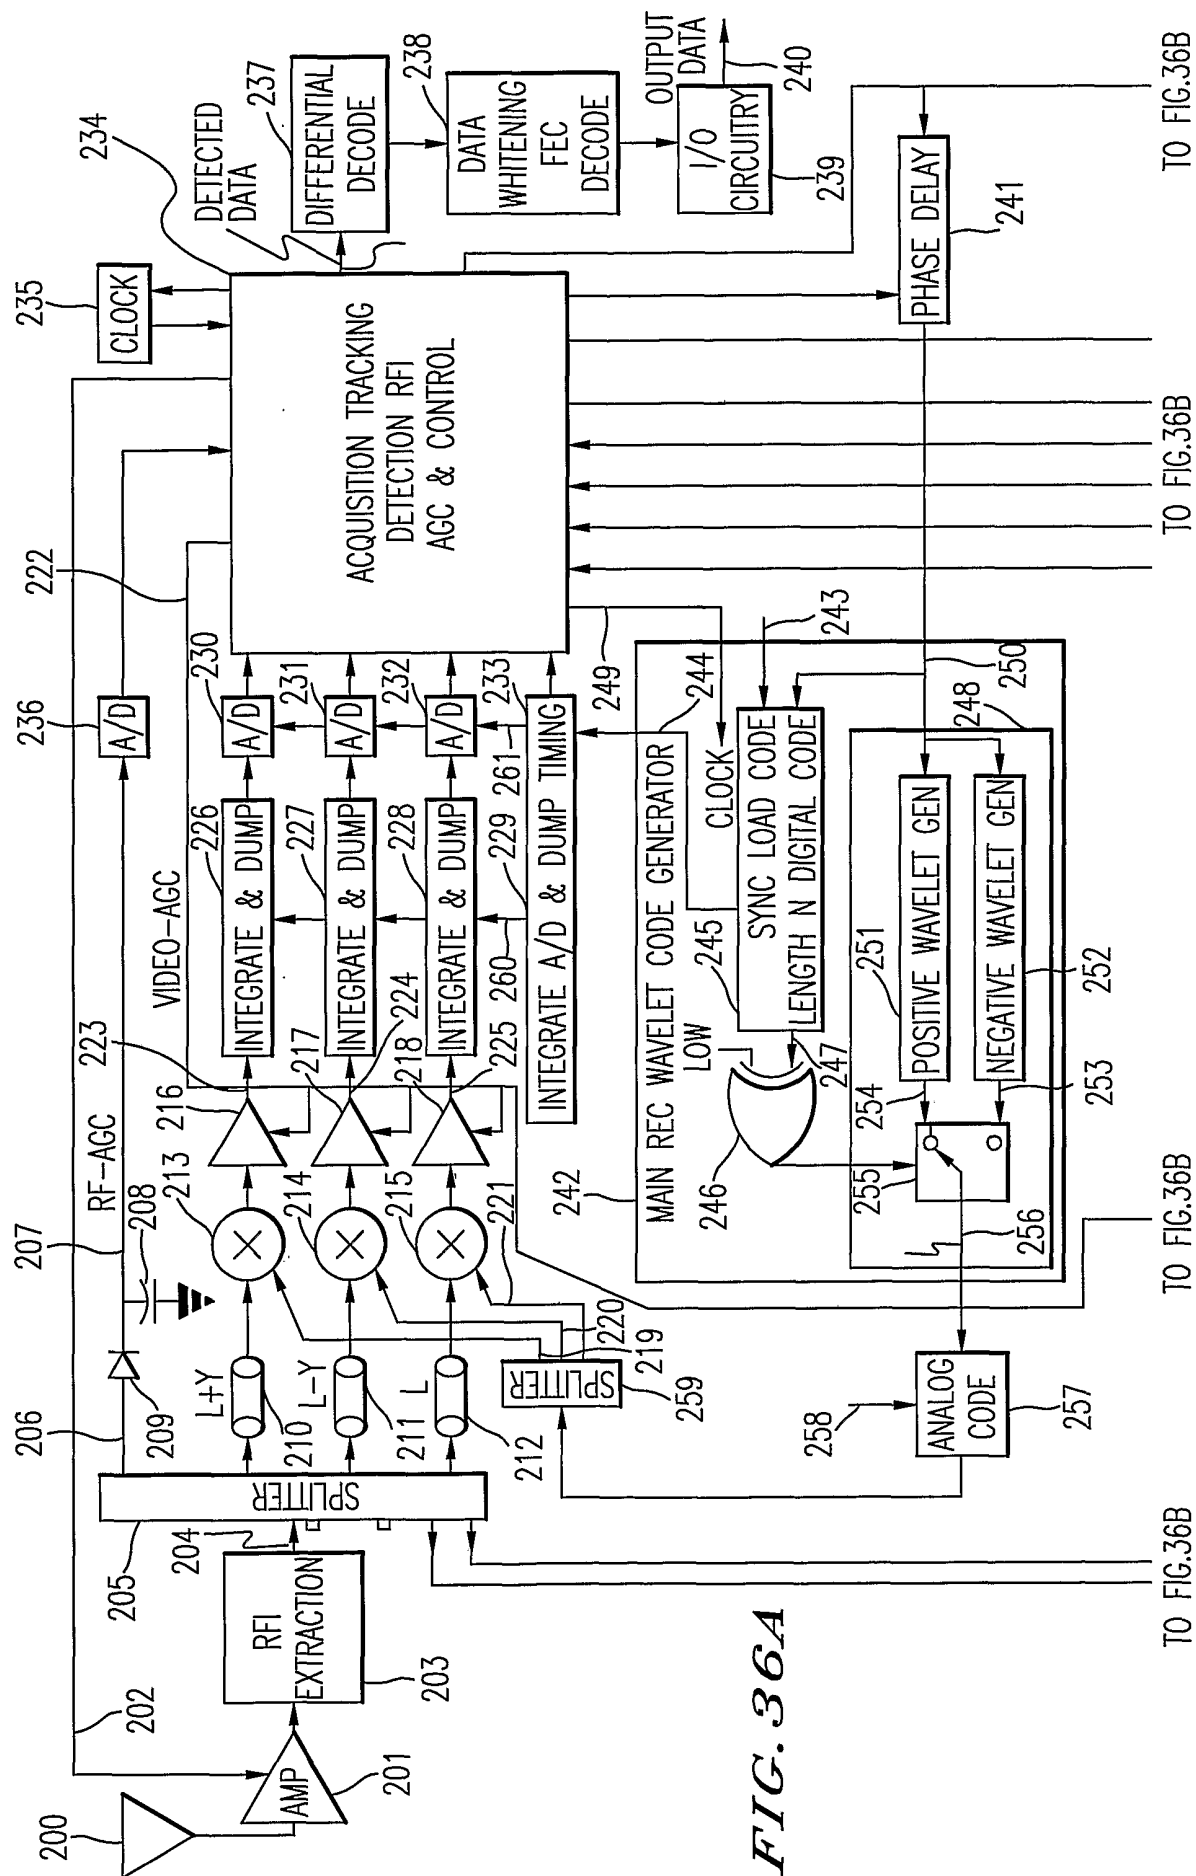 200
AMP
201
202
RFI
EXTRACTION
203
204
205
SPLITTER
206
209
207
208
RF-AGC
236
A/D
L+Y
210
L-Y
211
L
212
213
214
215
216
217
218
219
220
221
SPLITTER
259
VIDEO-AGC
222
223
224
225
INTEGRATE & DUMP
226
INTEGRATE & DUMP
227
INTEGRATE & DUMP
228
INTEGRATE A/D & DUMP TIMING
229
260
261
A/D
230
A/D
231
A/D
232
233
ACQUISITION TRACKING
DETECTION RFI
AGC & CONTROL
234
CLOCK
235
DETECTED
DATA
DIFFERENTIAL
DECODE
237
DATA
WHITENING
FEC
DECODE
238
I/O
CIRCUITRY
239
OUTPUT
DATA
240
PHASE DELAY
241
242
MAIN REC WAVELET CODE GENERATOR
244
249
243
CLOCK
SYNC LOAD CODE
LENGTH N DIGITAL CODE
245
LOW
246
247
250
248
251
POSITIVE WAVELET GEN
NEGATIVE WAVELET GEN
252
254
253
255
256
258
ANALOG
CODE
257
TO FIG.36B
TO FIG.36B
TO FIG.36B
TO FIG.36B
FIG.36A